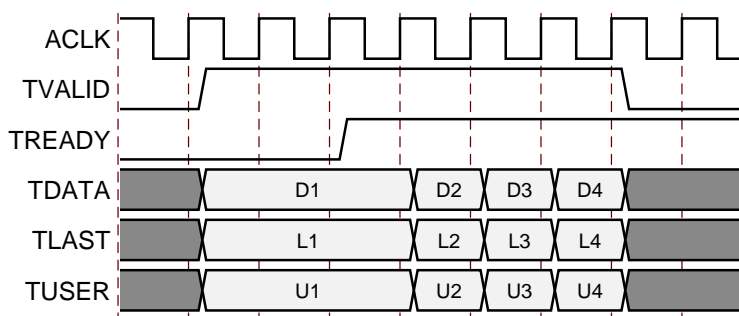 ACLK
TVALID
TREADY
TDATA D1 D2 D3 D4
TLAST L1 L2 L3 L4
TUSER U1 U2 U3 U4